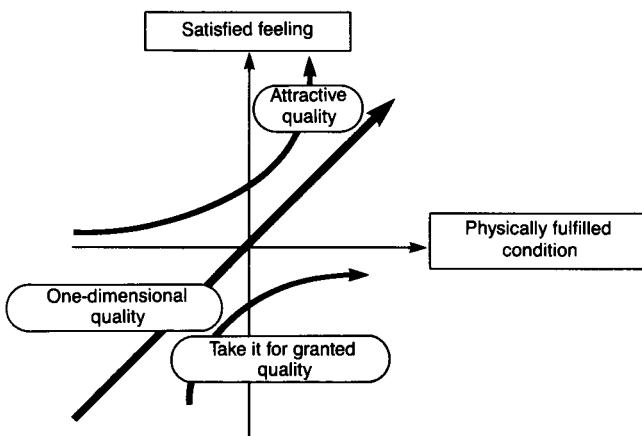 Satisfied feeling
Attractive
quality
Physically fulfilled
condition
One-dimensional
quality
Take it for granted
quality